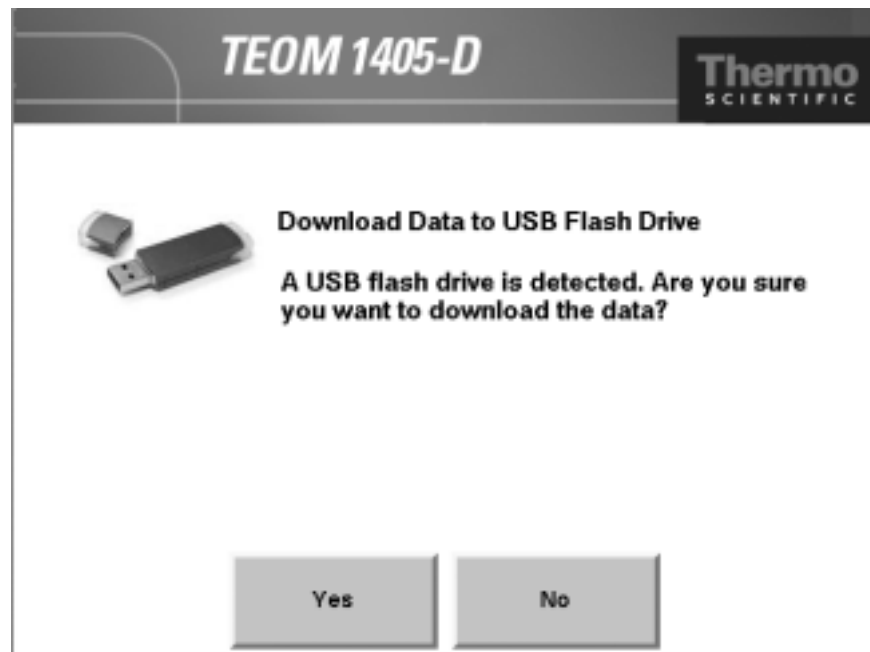 TEOM 1405-D
Thermo
SCIENTIFIC
Download Data to USB Flash Drive
A USB flash drive is detected. Are you sure
you want to download the data?
Yes
No